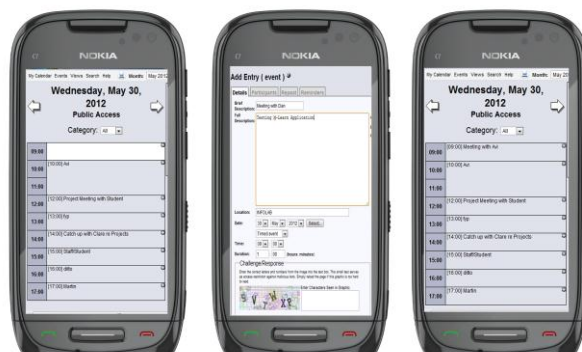 NOKIA
My Calendar Events Views Search Help Month: May 2012
Wednesday, May 30,
2012
Public Access
Category: All
09:00
[10:00] Avi
10:00
11:00
[12:00] Project Meeting with Student
12:00
[13:00] fyp
13:00
[14:00] Catch up with Clare re Projects
14:00
[15:00] Staff/Student
15:00
[16:00] ditto
16:00
[17:00] Martin
17:00
NOKIA
Add Entry ( event )
Details Participants Repeat Reminders
Brief
Description: Meeting with
Full
Description:
Location: INFOLAB
Date: 30 May 2012 Select...
Timed event
Time: 09 : 00
Duration: 1 : 00 (hours: minutes)
Challenge/Response
Enter Characters Seen in Graphic:
NOKIA
My Calendar Events Views Search Help Month: May 2012
Wednesday, May 30,
2012
Public Access
Category: All
[09:00] Meeting with Avi
09:00
[10:00] Avi
10:00
11:00
[12:00] Project Meeting with Student
12:00
[13:00] fyp
13:00
[14:00] Catch up with Clare re Projects
14:00
[15:00] Staff/Student
15:00
[16:00] ditto
16:00
[17:00] Martin
17:00